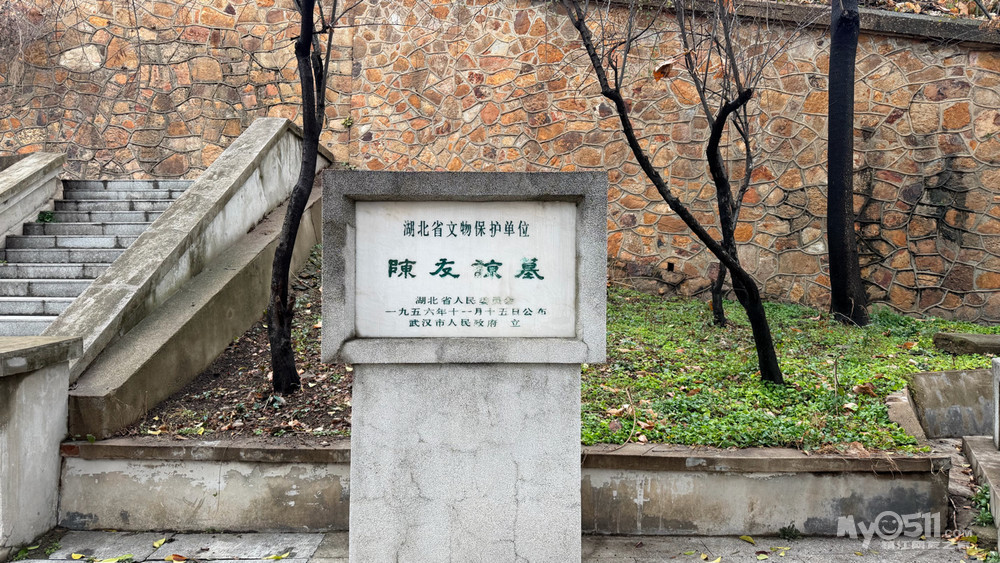 湖北省文物保护单位
陳友諒墓
湖北省人民委员会
一九五六年十一月十五日公布
武汉市人民政府 立
My0511.com